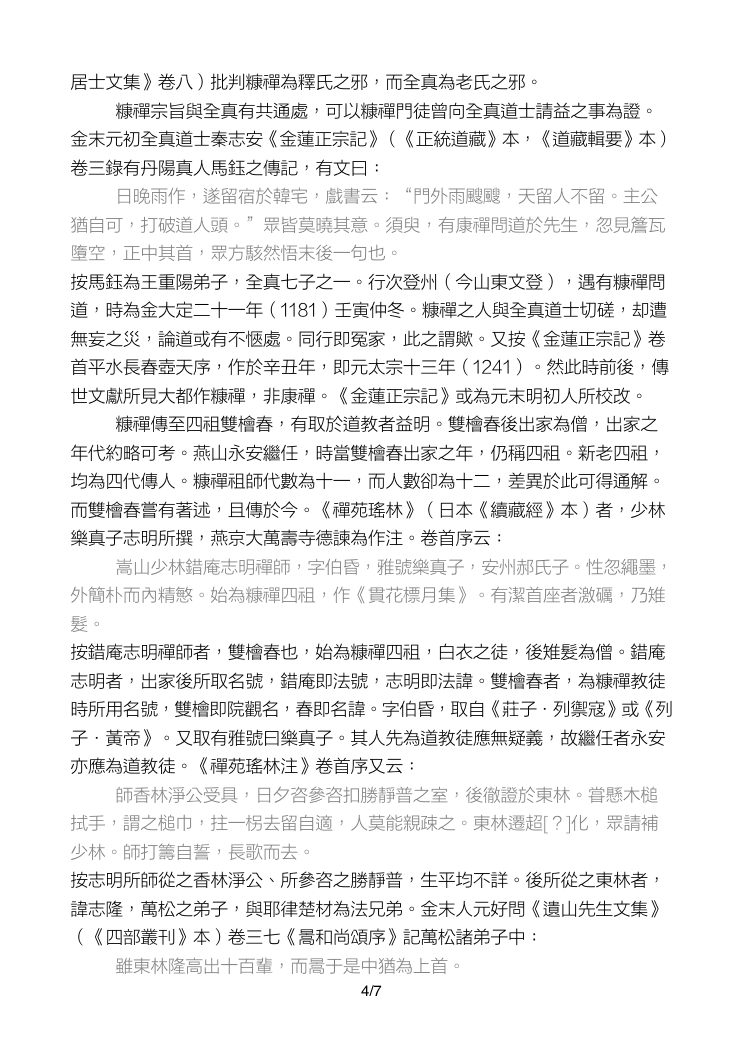 居士文集》卷八）批判糠禪為釋氏之邪，而全真為老氏之邪。
糠禪宗旨與全真有共通處，可以糠禪門徒曾向全真道士請益之事為證。
金末元初全真道士秦志安《金蓮正宗記》（《正統道藏》本，《道藏輯要》本）
卷三錄有丹陽真人馬鈺之傳記，有文曰：
日晚雨作，遂留宿於韓宅，戲書云：“門外雨颼颼，天留人不留。主公
猶自可，打破道人頭。”眾皆莫曉其意。須臾，有康禪問道於先生，忽見簷瓦
墮空，正中其首，眾方駭然悟末後一句也。
按馬鈺為王重陽弟子，全真七子之一。行次登州（今山東文登），遇有糠禪問
道，時為金大定二十一年（1181）壬寅仲冬。糠禪之人與全真道士切磋，却遭
無妄之災，論道或有不愜處。同行即冤家，此之謂歟。又按《金蓮正宗記》卷
首平水長春壺天序，作於辛丑年，即元太宗十三年（1241）。然此時前後，傳
世文獻所見大都作糠禪，非康禪。《金蓮正宗記》或為元末明初人所校改。
糠禪傳至四祖雙檜春，有取於道教者益明。雙檜春後出家為僧，出家之
年代約略可考。燕山永安繼任，時當雙檜春出家之年，仍稱四祖。新老四祖，
均為四代傳人。糠禪祖師代數為十一，而人數卻為十二，差異於此可得通解。
而雙檜春嘗有著述，且傳於今。《禪苑瑤林》（日本《續藏經》本）者，少林
樂真子志明所撰，燕京大萬壽寺德諫為作注。卷首序云：
嵩山少林錯庵志明禪師，字伯昏，雅號樂真子，安州郝氏子。性忽繩墨，
外簡朴而內精慜。始為糠禪四祖，作《貫花標月集》。有潔首座者激礪，乃雉
髮。
按錯庵志明禪師者，雙檜春也，始為糠禪四祖，白衣之徒，後雉髮為僧。錯庵
志明者，出家後所取名號，錯庵即法號，志明即法諱。雙檜春者，為糠禪教徒
時所用名號，雙檜即院觀名，春即名諱。字伯昏，取自《莊子·列禦寇》或《列
子·黃帝》。又取有雅號曰樂真子。其人先為道教徒應無疑義，故繼任者永安
亦應為道教徒。《禪苑瑤林注》卷首序又云：
師香林淨公受具，日夕咨參咨扣勝靜普之室，後徹證於東林。甞懸木槌
拭手，謂之槌巾，拄一柺去留自適，人莫能親疎之。東林遷超[？]化，眾請補
少林。師打籌自誓，長歌而去。
按志明所師從之香林淨公、所參咨之勝靜普，生平均不詳。後所從之東林者，
諱志隆，萬松之弟子，與耶律楚材為法兄弟。金末人元好問《遺山先生文集》
（《四部叢刊》本）卷三七《暠和尚頌序》記萬松諸弟子中：
雖東林隆高出十百輩，而暠于是中猶為上首。
4/7